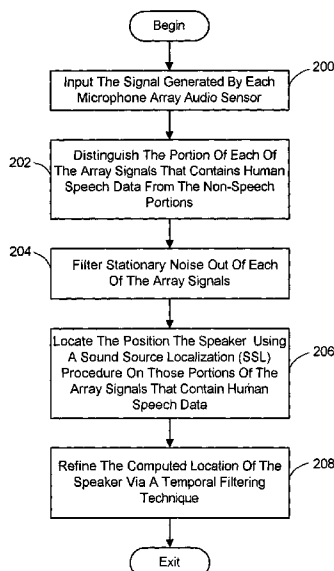 Begin
200
Input The Signal Generated By Each
Microphone Array Audio Sensor
202
Distinguish The Portion Of Each Of
The Array Signals That Contains Human
Speech Data From The Non-Speech
Portions
204
Filter Stationary Noise Out Of Each
Of The Array Signals
Locate The Position The Speaker Using
A Sound Source Localization (SSL)
Procedure On Those Portions Of The
Array Signals That Contain Human
Speech Data
206
Refine The Computed Location Of The
Speaker Via A Temporal Filtering
Technique
208
Exit